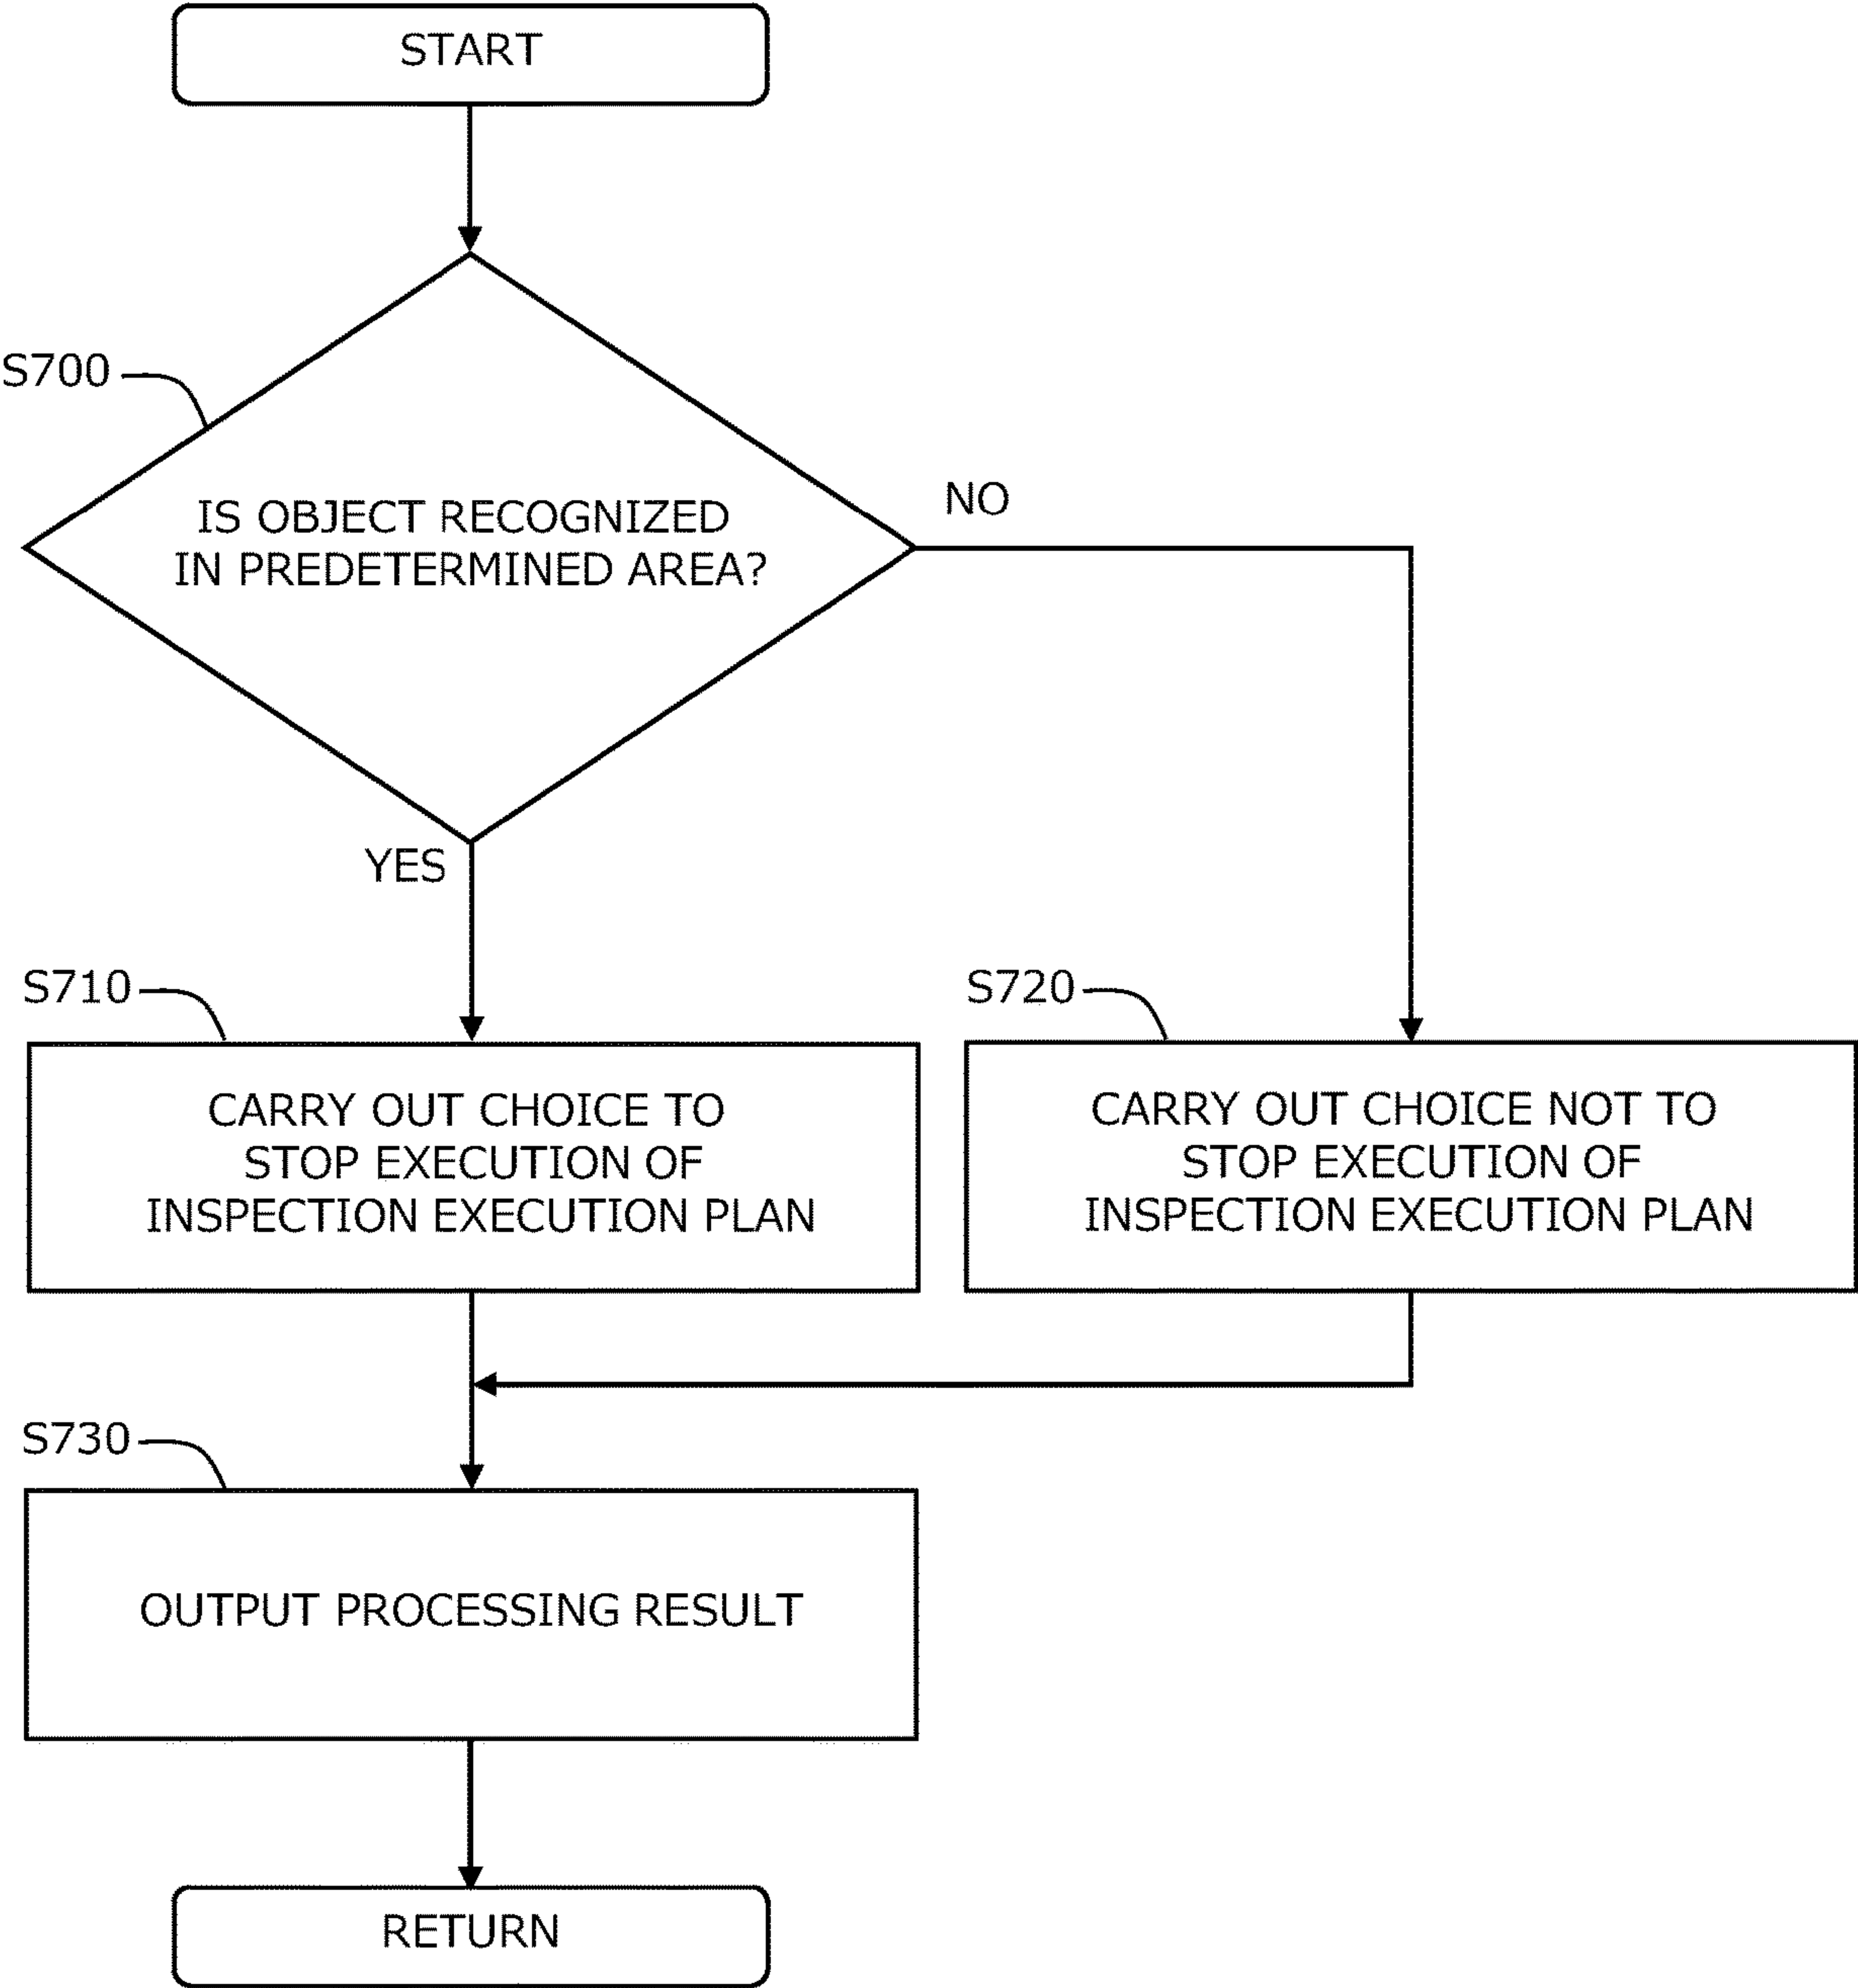 START
S700
IS OBJECT RECOGNIZED
IN PREDETERMINED AREA?
NO
YES
S710
CARRY OUT CHOICE TO
STOP EXECUTION OF
INSPECTION EXECUTION PLAN
S720
CARRY OUT CHOICE NOT TO
STOP EXECUTION OF
INSPECTION EXECUTION PLAN
S730
OUTPUT PROCESSING RESULT
RETURN